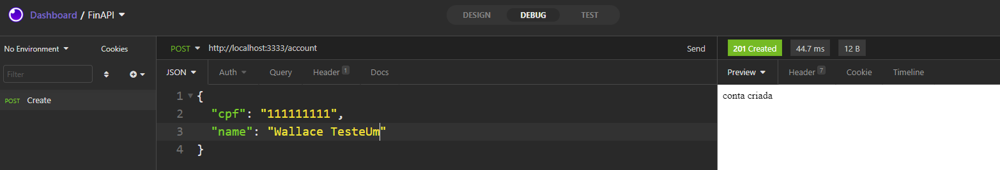 Dashboard / FinAPI
DESIGN DEBUG TEST
No Environment Cookies
POST http://localhost:3333/account Send
201 Created 44.7 ms 12 B
Filter
JSON Auth Query Header 1 Docs
Preview Header 7 Cookie Timeline
POST Create
1 {
2 "cpf": "111111111",
3 "name": "Wallace TesteUm"
4 }
conta criada